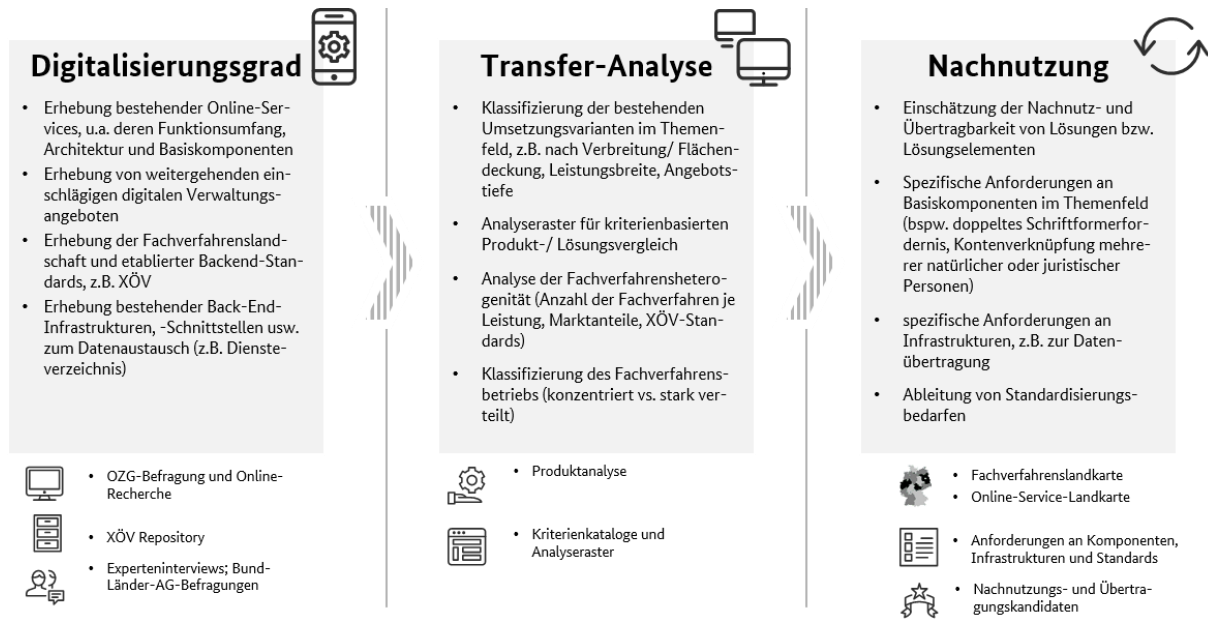 Digitalisierungsgrad
• Erhebung bestehender Online-Ser-
vices, u.a. deren Funktionsumfang,
Architektur und Basiskomponenten
• Erhebung von weitergehenden ein-
schlägigen digitalen Verwaltungs-
angeboten
• Erhebung der Fachverfahrensland-
schaft und etablierter Backend-Stan-
dards, z.B. XÖV
• Erhebung bestehender Back-End-
Infrastrukturen, -Schnittstellen usw.
zum Datenaustausch (z.B. Dienste-
verzeichnis)
• OZG-Befragung und Online-
Recherche
• XÖV Repository
• Experteninterviews; Bund-
Länder-AG-Befragungen
Transfer-Analyse
• Klassifizierung der bestehenden
Umsetzungsvarianten im Themen-
feld, z.B. nach Verbreitung/ Flächen-
deckung, Leistungsbreite, Angebots-
tiefe
• Analyseraster für kriterienbasierten
Produkt-/ Lösungsvergleich
• Analyse der Fachverfahrenshetero-
genität (Anzahl der Fachverfahren je
Leistung, Marktanteile, XÖV-Stan-
dards)
• Klassifizierung des Fachverfahrens-
betriebs (konzentriert vs. stark ver-
teilt)
• Produktanalyse
• Kriterienkataloge und
Analyseraster
Nachnutzung
• Einschätzung der Nachnutz- und
Übertragbarkeit von Lösungen bzw.
Lösungselementen
• Spezifische Anforderungen an
Basiskomponenten im Themenfeld
(bspw. doppeltes Schriftformerfor-
dernis, Kontenverknüpfung mehre-
rer natürlicher oder juristischer
Personen)
• spezifische Anforderungen an
Infrastrukturen, z.B. zur Daten-
übertragung
• Ableitung von Standardisierungs-
bedarfen
• Fachverfahrenslandkarte
• Online-Service-Landkarte
• Anforderungen an Komponenten,
Infrastrukturen und Standards
• Nachnutzungs- und Übertra-
gungskandidaten